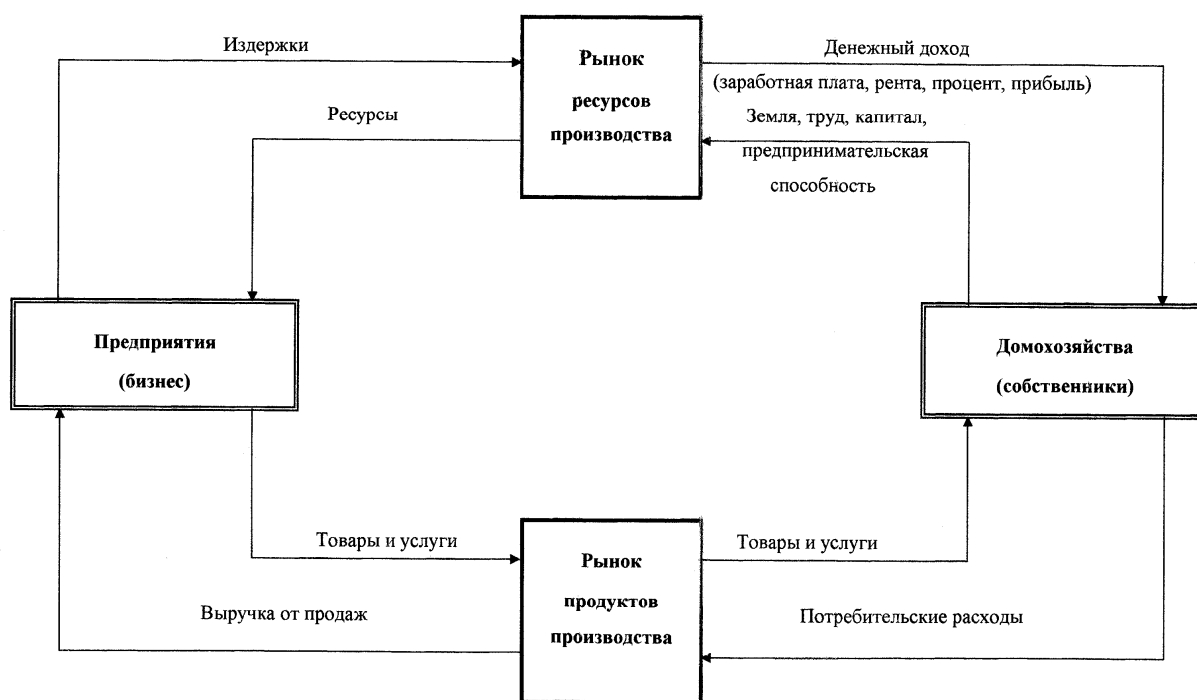 Издержки
Рынок
ресурсов
производства
Денежный доход
(заработная плата, рента, процент, прибыль)
Ресурсы
Земля, труд, капитал,
предпринимательская
способность
Предприятия
(бизнес)
Домохозяйства
(собственники)
Товары и услуги
Рынок
продуктов
производства
Товары и услуги
Выручка от продаж
Потребительские расходы